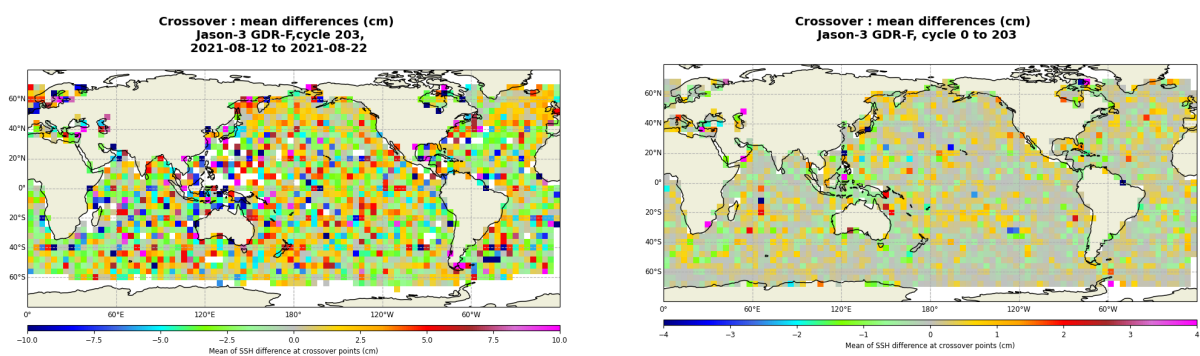 Crossover : mean differences (cm)
Jason-3 GDR-F,cycle 203,
2021-08-12 to 2021-08-22
60°N
40°N
20°N
0°
20°S
40°S
60°S
0° 60°E 120°E 180° 120°W 60°W
−10.0 −7.5 −5.0 −2.5 0.0 2.5 5.0 7.5 10.0
Mean of SSH difference at crossover points (cm)
Crossover : mean differences (cm)
Jason-3 GDR-F, cycle 0 to 203
60°N
40°N
20°N
0°
20°S
40°S
60°S
0° 60°E 120°E 180° 120°W 60°W
−4 −3 −2 −1 0 1 2 3 4
Mean of SSH difference at crossover points (cm)